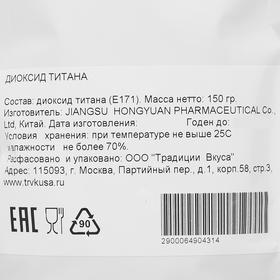 ДИОКСИД ТИТАНА
Состав: диоксид титана (Е171). Масса нетто: 150 гр.
Изготовитель: JIANGSU HONGYUAN PHARMACEUTICAL Co.,
Ltd, Китай. Дата изготовления: Годен до:
Условия хранения: при температуре не выше 25С
влажности не более 70%.
Расфасовано и упаковано: ООО "Традиции Вкуса"
Адрес: 115093, г. Москва, Партийный пер., д.1, корп.58, стр.3,
www.trvkusa.ru
EAC
90
2900064904314